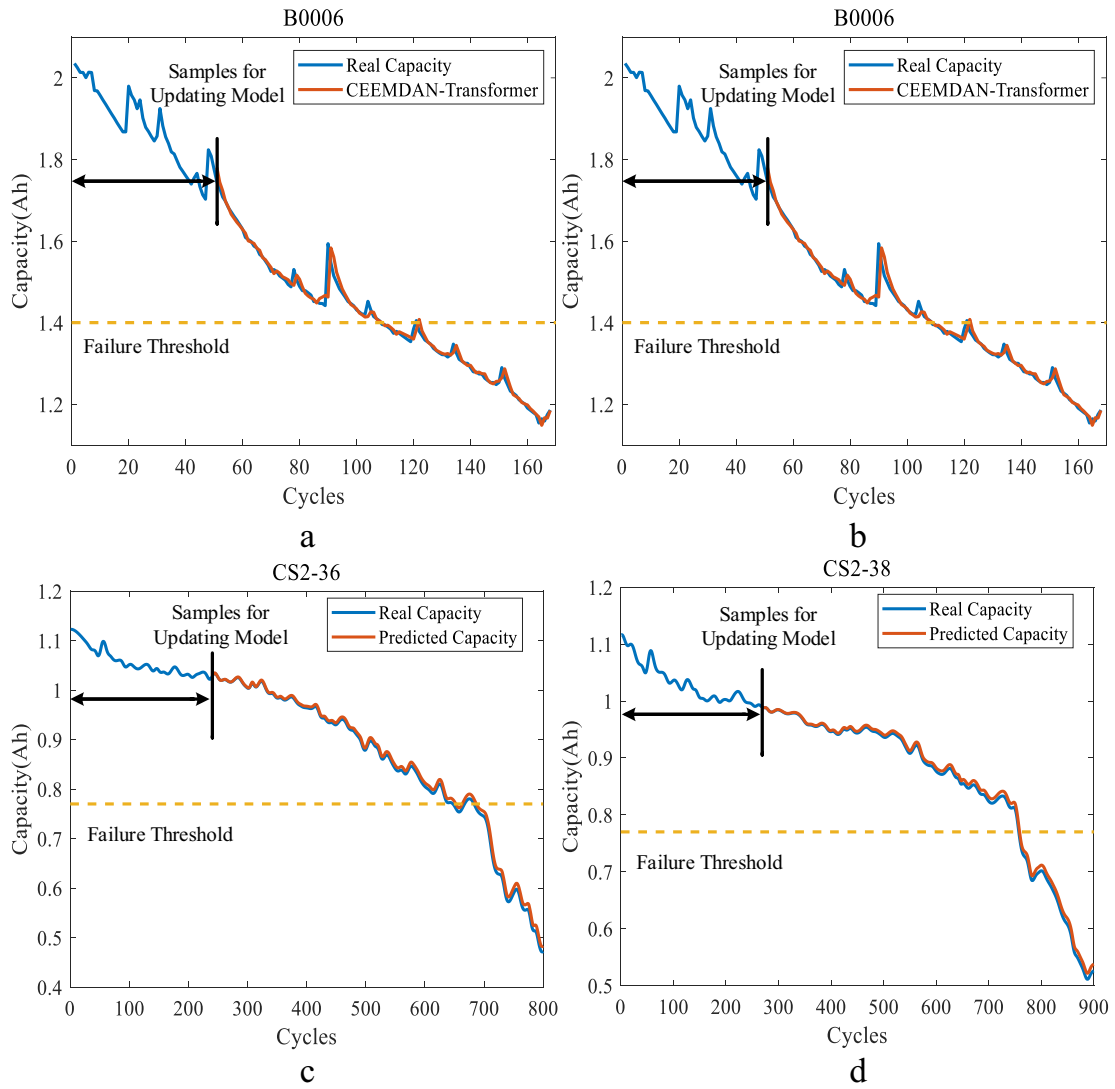 B0006
Real Capacity
CEEMDAN-Transformer
Samples for
Updating Model
Failure Threshold
Capacity(Ah)
2
1.8
1.6
1.4
1.2
0 20 40 60 80 100 120 140 160
Cycles
a
B0006
Real Capacity
CEEMDAN-Transformer
Samples for
Updating Model
Failure Threshold
Capacity(Ah)
2
1.8
1.6
1.4
1.2
0 20 40 60 80 100 120 140 160
Cycles
b
CS2-36
Real Capacity
Predicted Capacity
Samples for
Updating Model
Failure Threshold
Capacity(Ah)
1.2
1.1
1
0.9
0.8
0.7
0.6
0.5
0.4
0 100 200 300 400 500 600 700 800
Cycles
c
CS2-38
Real Capacity
Predicted Capacity
Samples for
Updating Model
Failure Threshold
Capacity(Ah)
1.2
1.1
1
0.9
0.8
0.7
0.6
0.5
0 100 200 300 400 500 600 700 800 900
Cycles
d